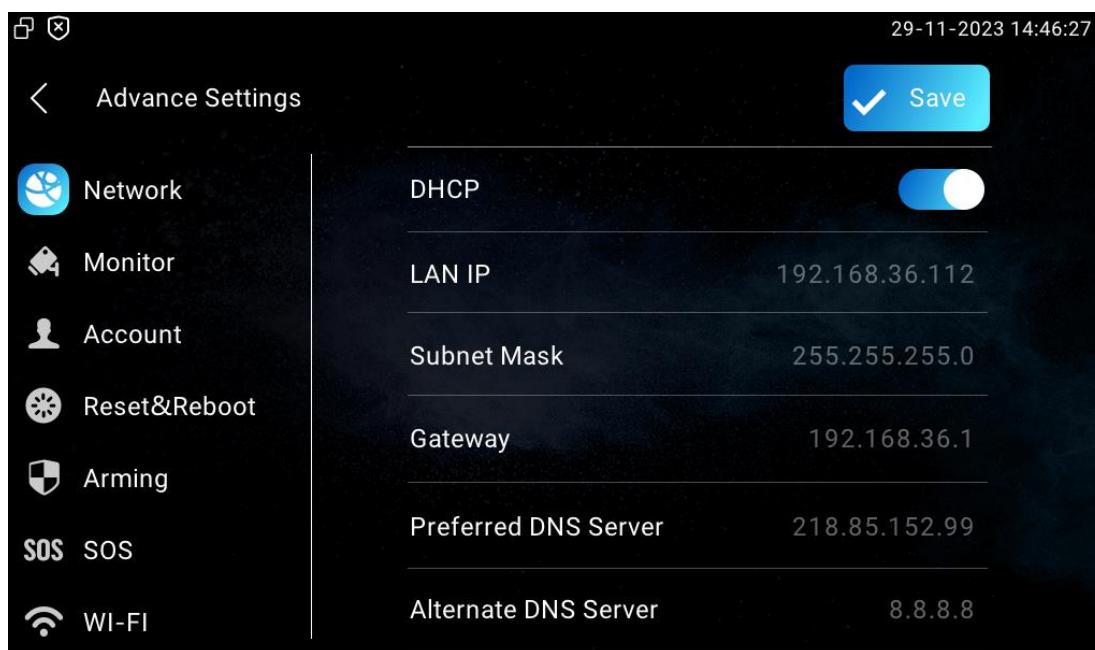 29-11-2023 14:46:27
Advance Settings
Save
Network
Monitor
Account
Reset&Reboot
Arming
SOS SOS
WI-FI
DHCP
LAN IP 192.168.36.112
Subnet Mask 255.255.255.0
Gateway 192.168.36.1
Preferred DNS Server 218.85.152.99
Alternate DNS Server 8.8.8.8